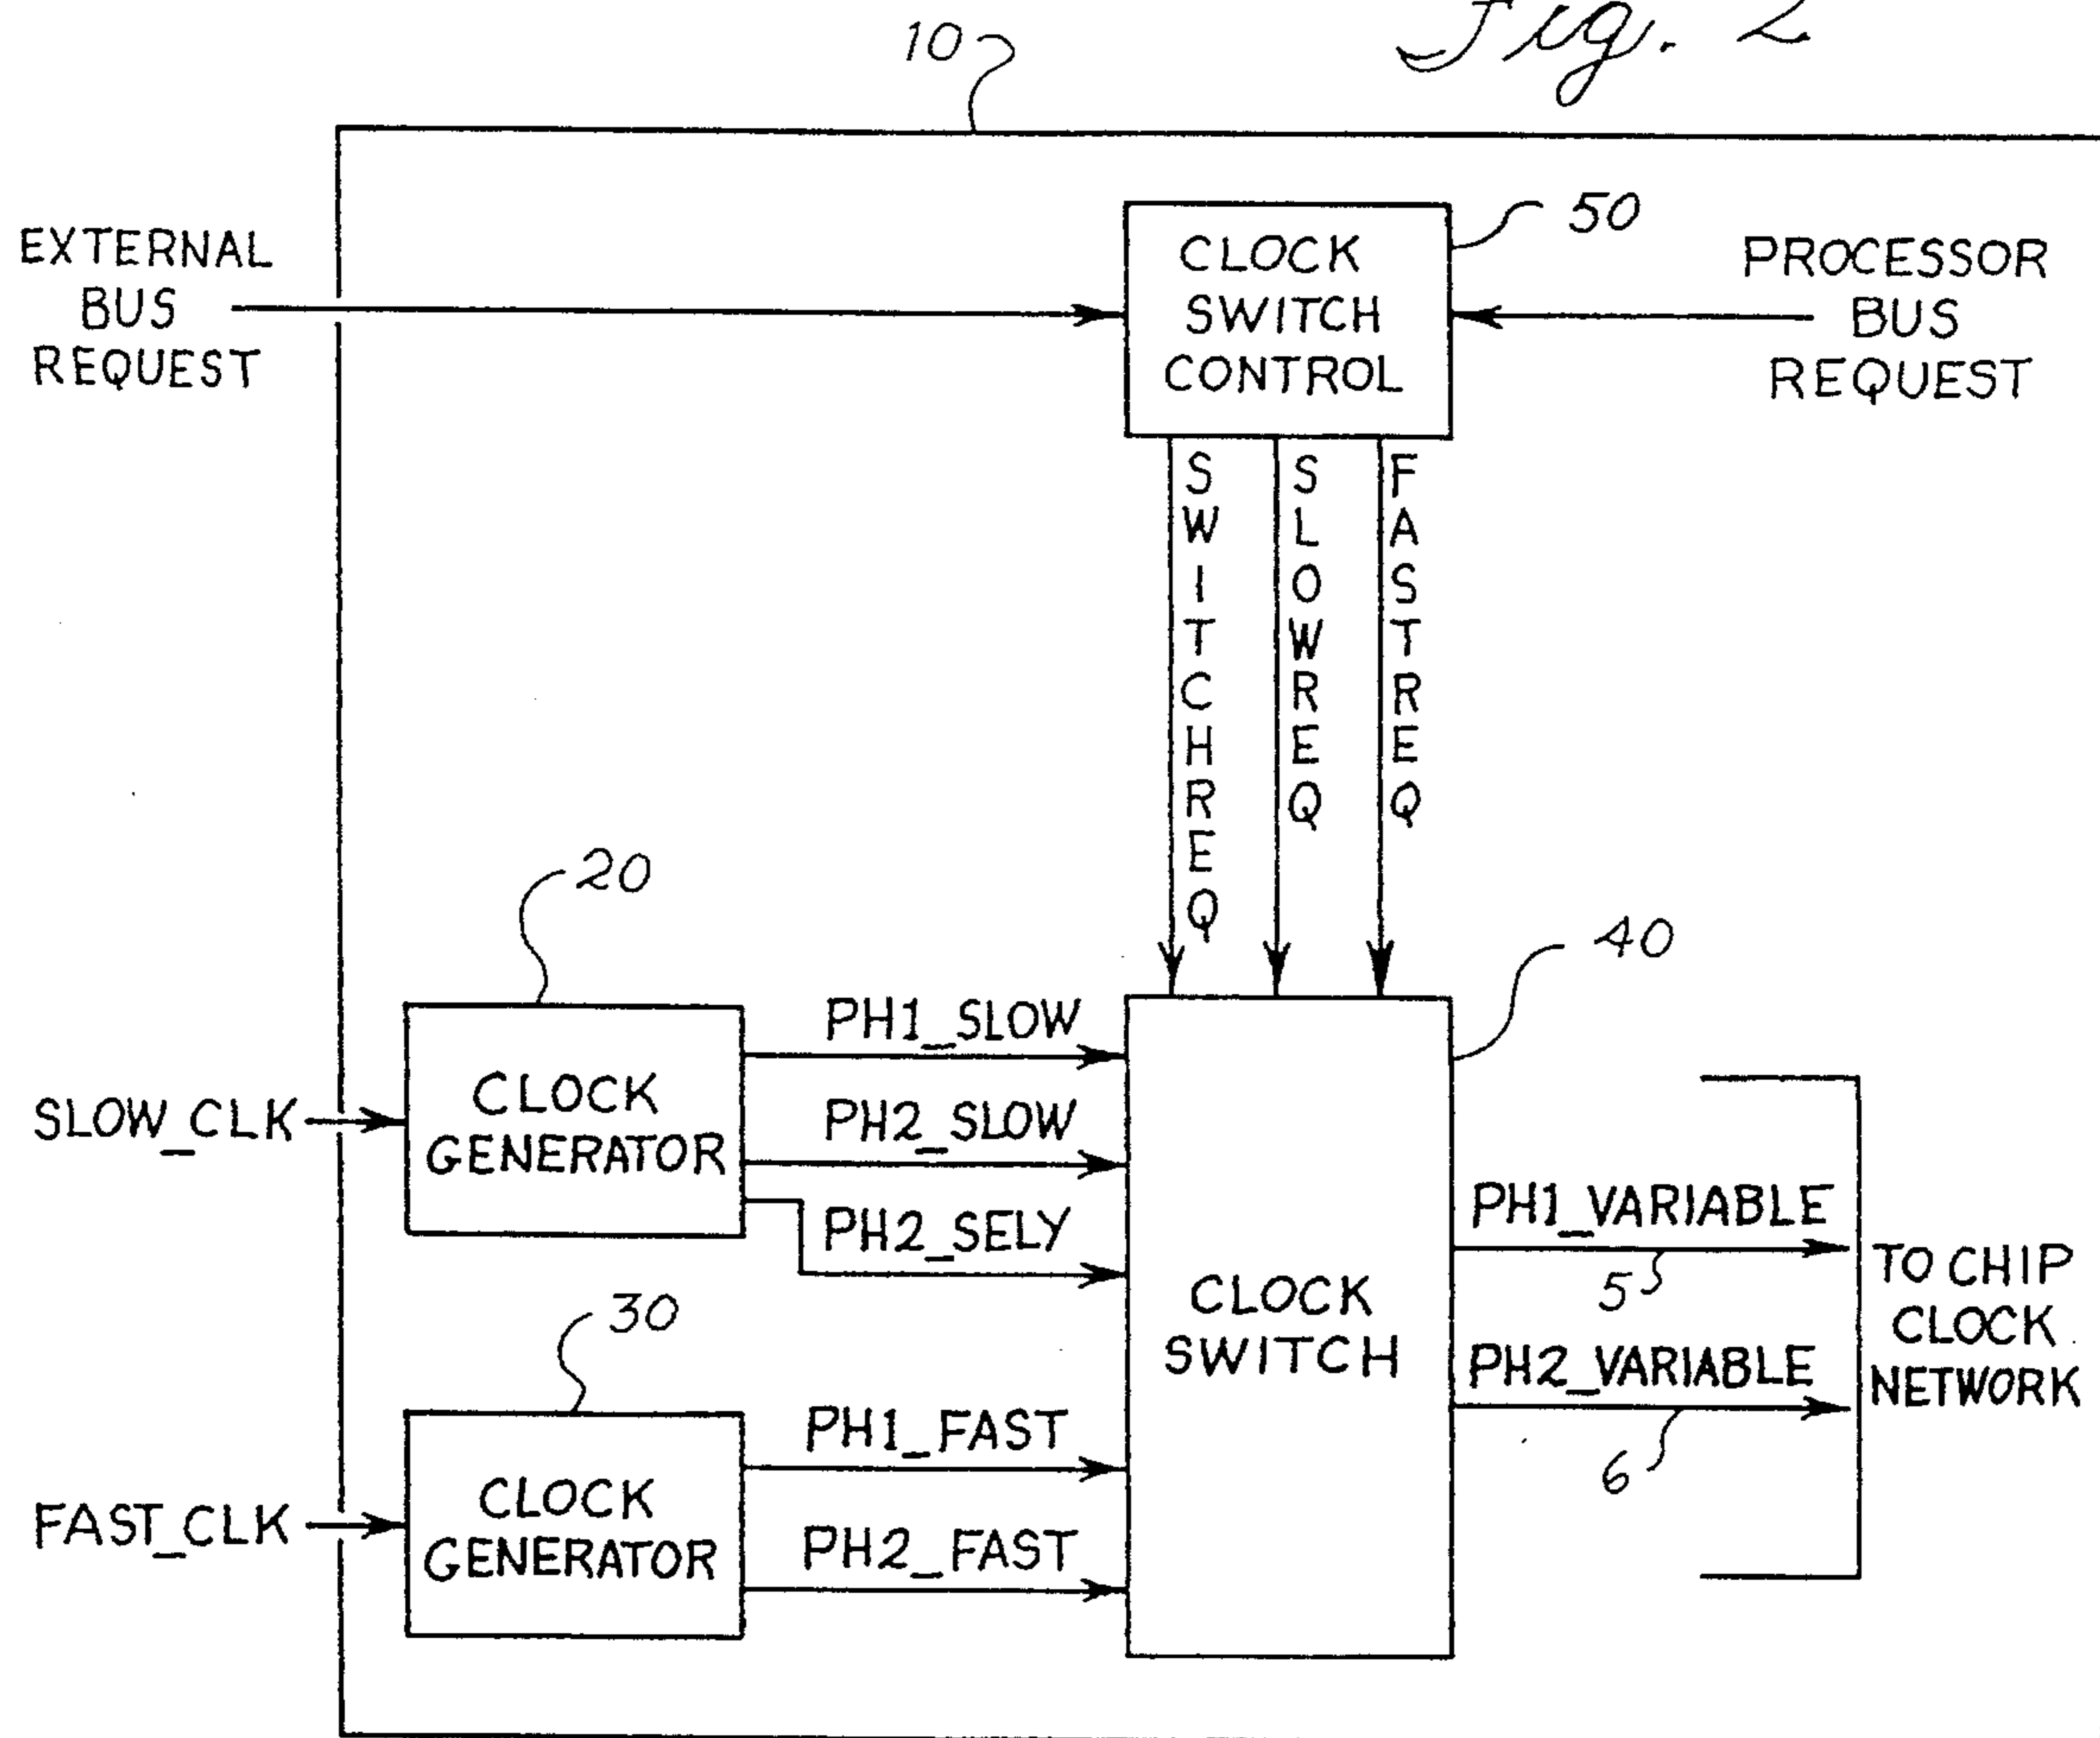 Fig. 2
10
50
EXTERNAL
BUS
REQUEST
CLOCK
SWITCH
CONTROL
PROCESSOR
BUS
REQUEST
SWITCHREQ
SLOWREQ
FASTREQ
20
40
PH1_SLOW
SLOW_CLK
CLOCK
GENERATOR
PH2_SLOW
PH2_SELY
30
CLOCK
SWITCH
PH1_VARIABLE
5
PH2_VARIABLE
6
TO CHIP
CLOCK
NETWORK
FAST_CLK
CLOCK
GENERATOR
PH1_FAST
PH2_FAST